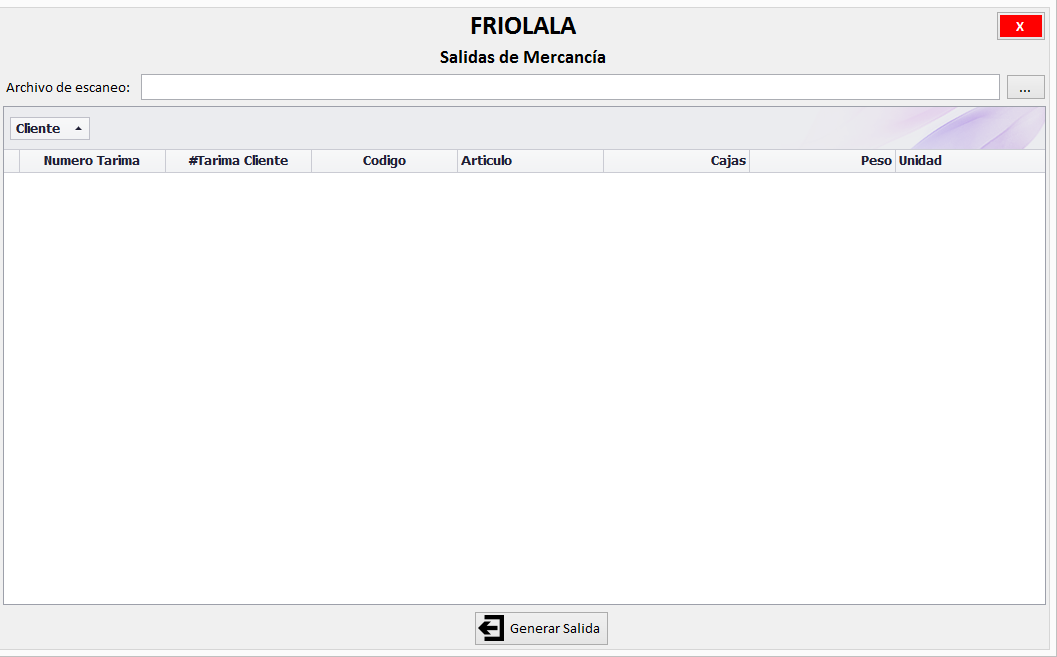 FRIOLALA
X
Salidas de Mercancía
Archivo de escaneo:
...
Cliente
Numero Tarima #Tarima Cliente Codigo Articulo Cajas Peso Unidad
Generar Salida